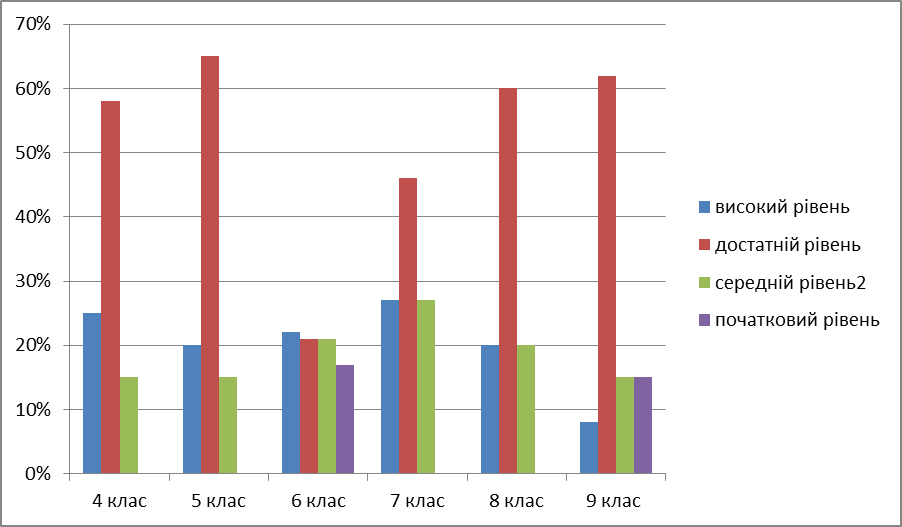 70%
60%
50%
40%
30%
20%
10%
0%
4 клас 5 клас 6 клас 7 клас 8 клас 9 клас
високий рівень
достатній рівень
середній рівень2
початковий рівень